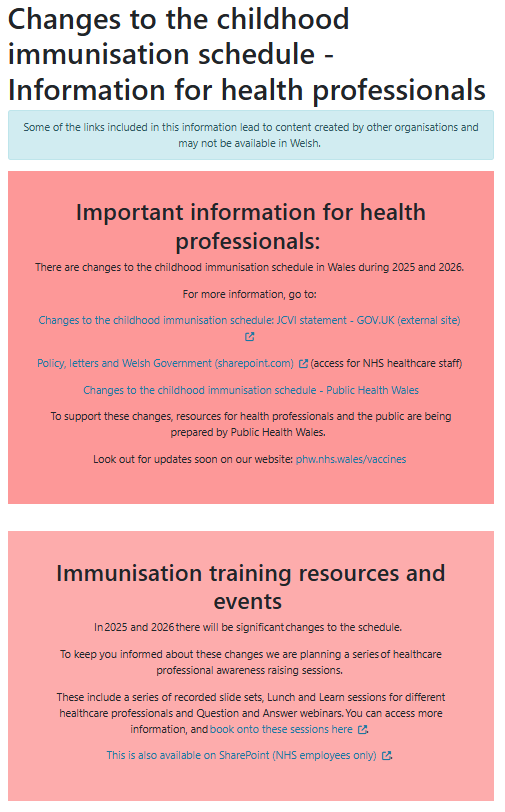 Changes to the childhood
immunisation schedule -
Information for health professionals
Some of the links included in this information lead to content created by other organisations and
may not be available in Welsh.
Important information for health
professionals:
There are changes to the childhood immunisation schedule in Wales during 2025 and 2026.
For more information, go to:
Changes to the childhood immunisation schedule: JCVI statement - GOV.UK (external site)
Policy, letters and Welsh Government (sharepoint.com) (access for NHS healthcare staff)
Changes to the childhood immunisation schedule - Public Health Wales
To support these changes, resources for health professionals and the public are being
prepared by Public Health Wales.
Look out for updates soon on our website: phw.nhs.wales/vaccines
Immunisation training resources and
events
In 2025 and 2026 there will be significant changes to the schedule.
To keep you informed about these changes we are planning a series of healthcare
professional awareness raising sessions.
These include a series of recorded slide sets, Lunch and Learn sessions for different
healthcare professionals and Question and Answer webinars. You can access more
information, and book onto these sessions here.
This is also available on SharePoint (NHS employees only).